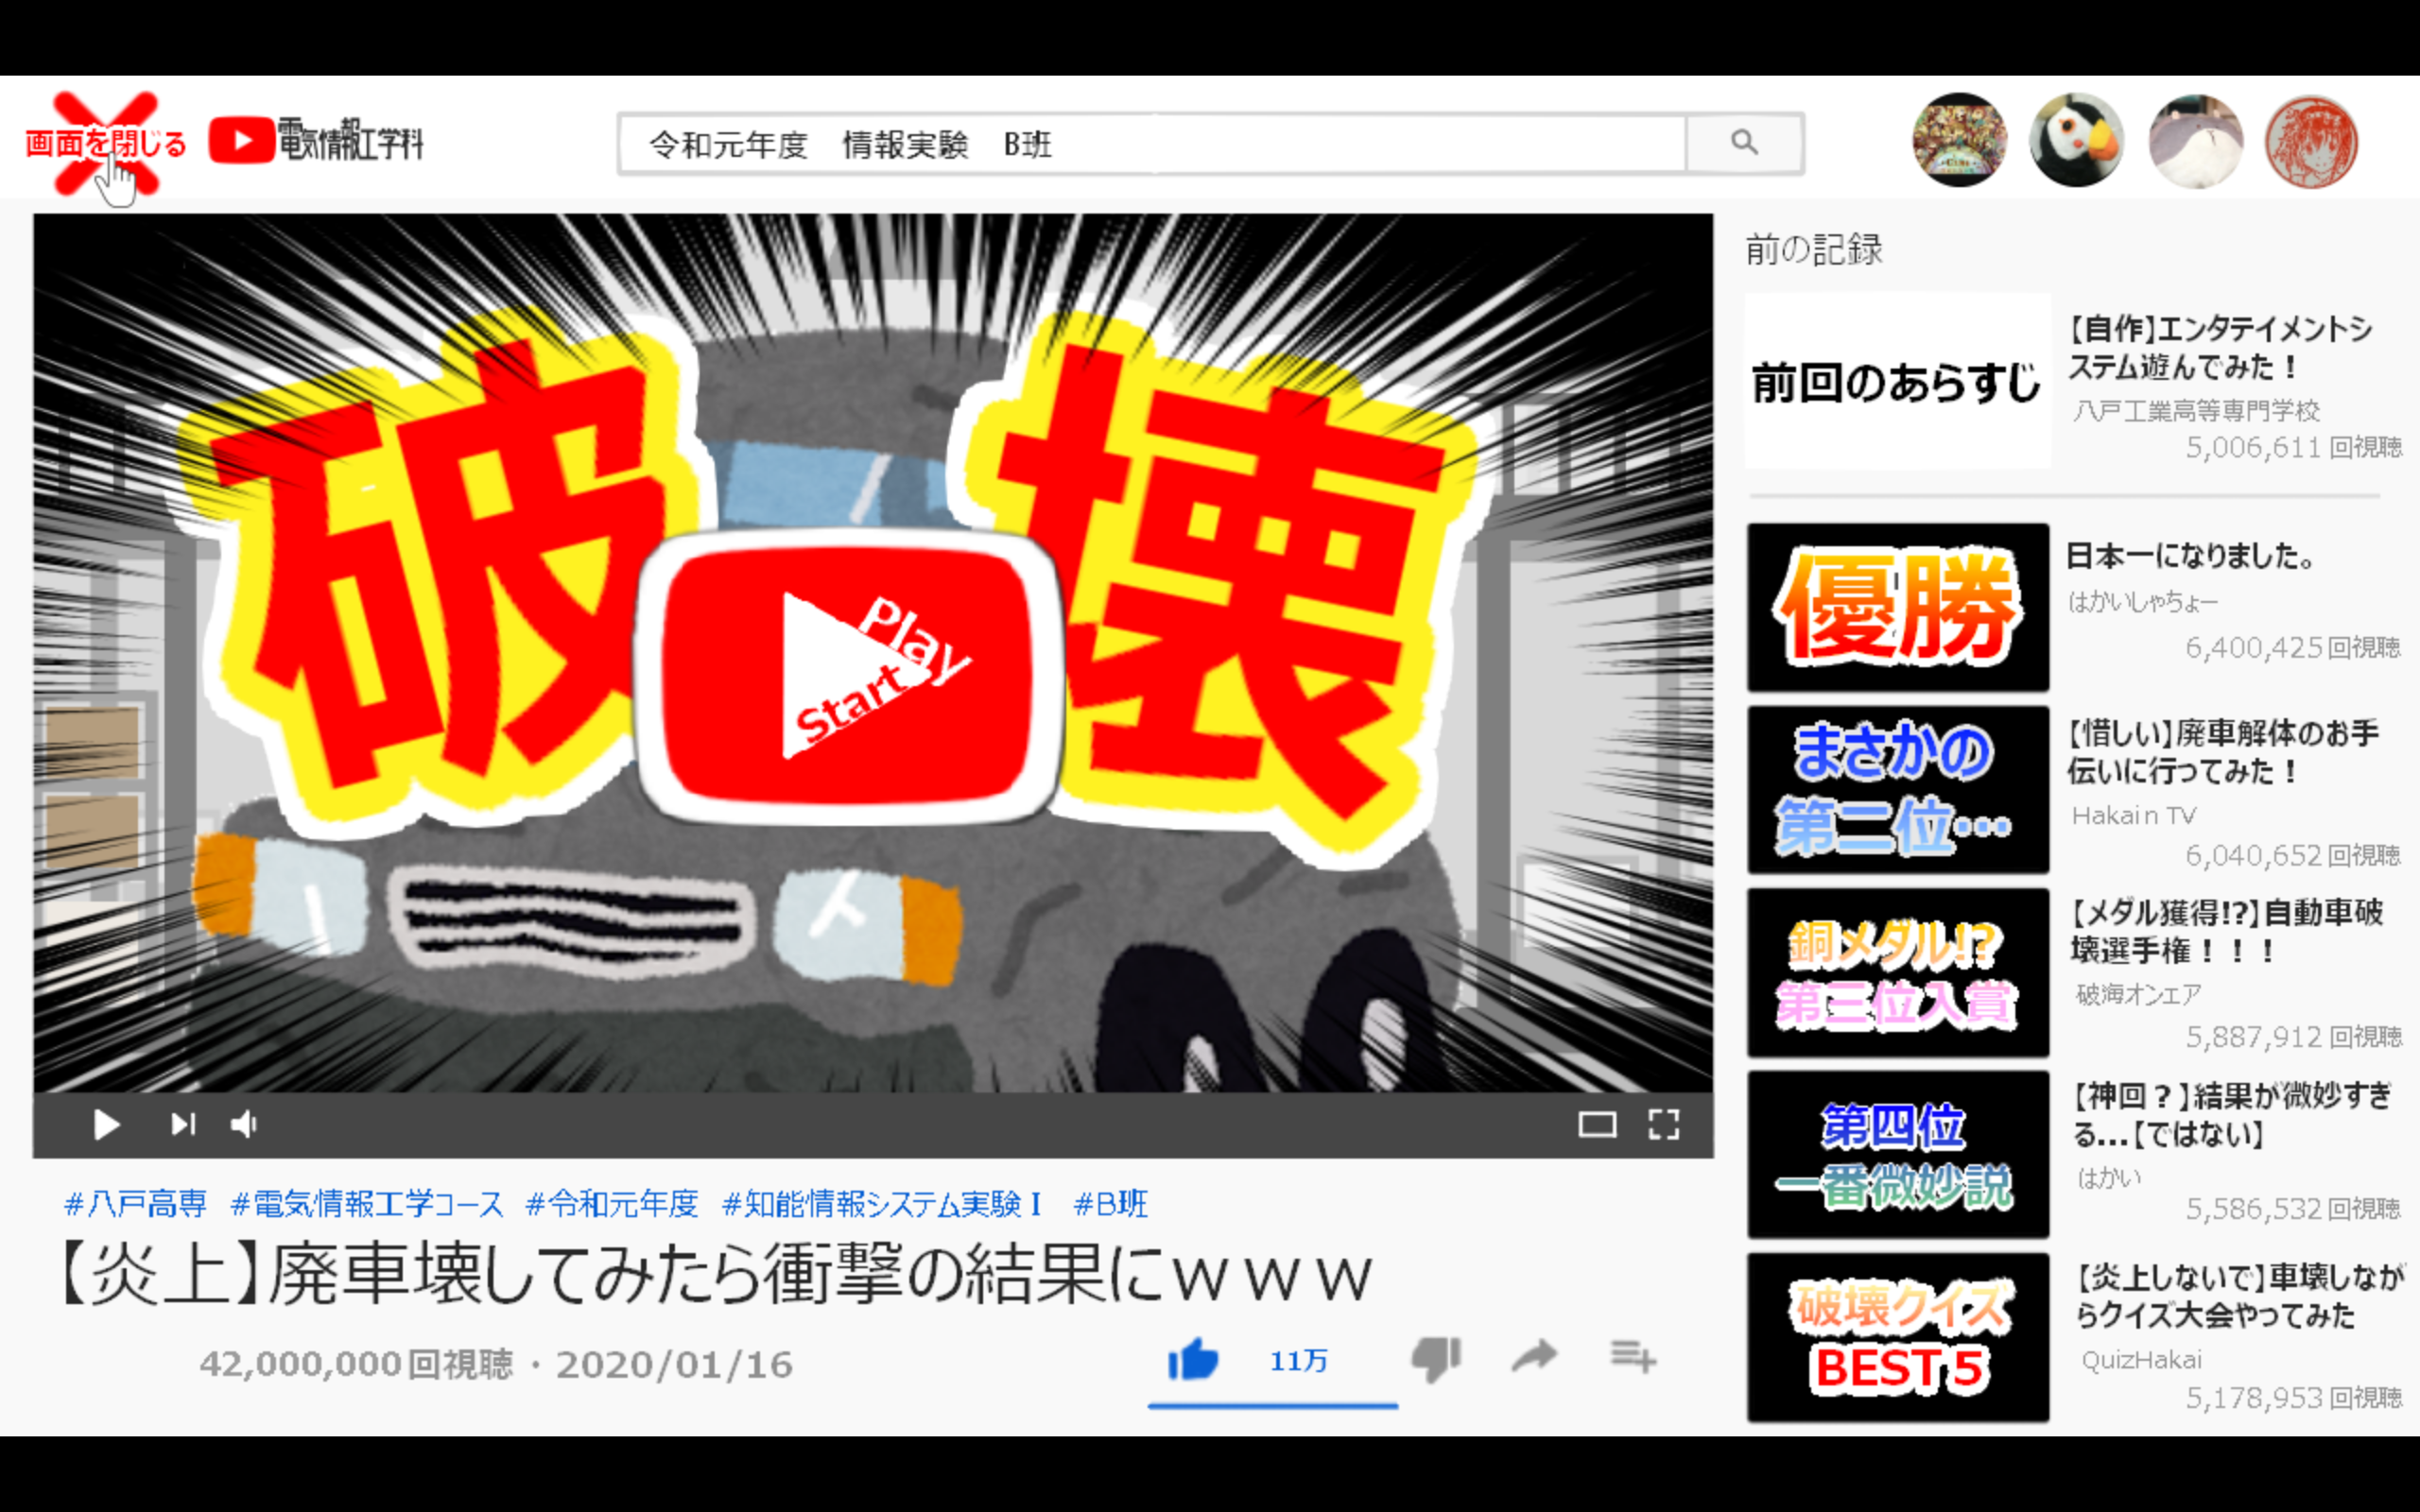 画面を閉じる
電気情報工学科
令和元年度　情報実験　B班
破壊
Play
Start
#八戸高専 #電気情報工学コース #令和元年度 #知能情報システム実験Ⅰ #B班
【炎上】廃車壊してみたら衝撃の結果にｗｗｗ
42,000,000回視聴・2020/01/16
11万
前の記録
前回のあらすじ
【自作】エンタテイメントシ
ステム遊んでみた！
八戸工業高等専門学校
5,006,611 回視聴
優勝
日本一になりました。
はかいしゃちょー
6,400,425回視聴
まさかの
第二位…
【惜しい】廃車解体のお手
伝いに行ってみた！
Hakain TV
6,040,652回視聴
銅メダル!?
第三位入賞
【メダル獲得!?】自動車破
壊選手権！！！
破海オンエア
5,887,912 回視聴
第四位
一番微妙説
【神回？】結果が微妙すぎ
る…【ではない】
はかい
5,586,532回視聴
破壊クイズ
BEST 5
【炎上しないで】車壊しなが
らクイズ大会やってみた
QuizHakai
5,178,953 回視聴